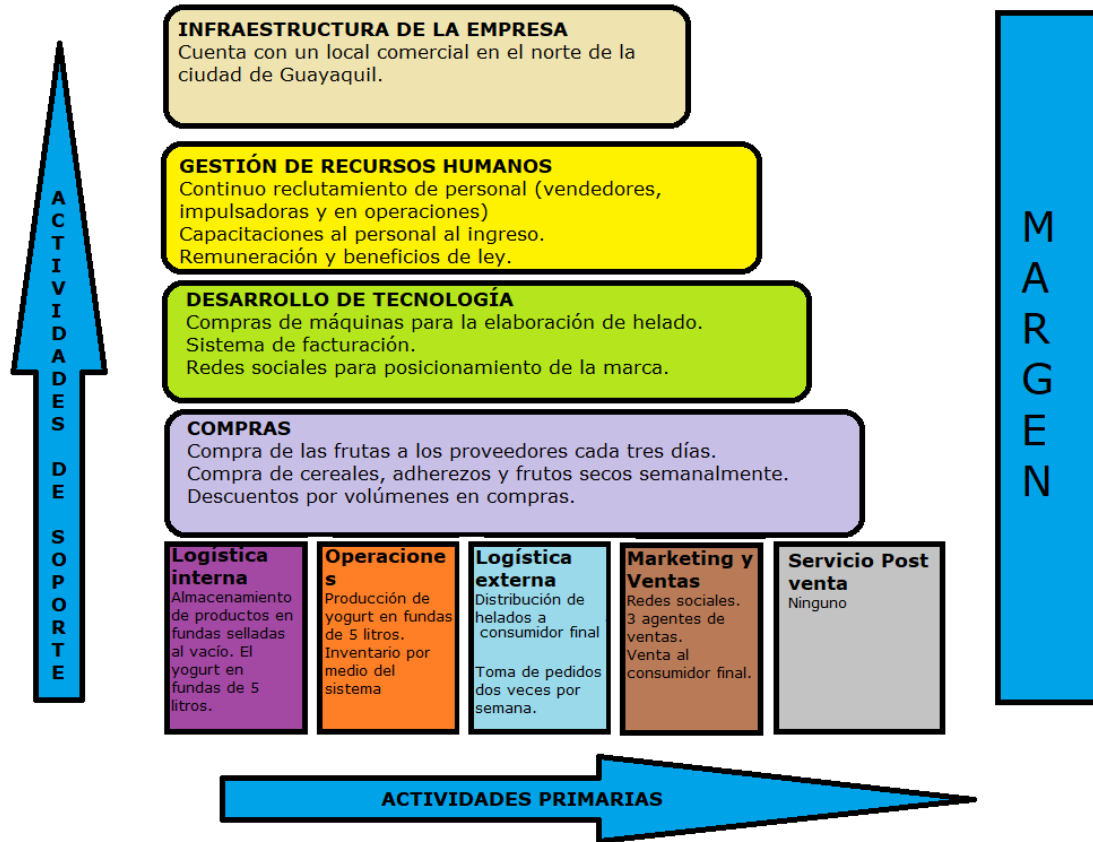 INFRAESTRUCTURA DE LA EMPRESA
Cuenta con un local comercial en el norte de la
ciudad de Guayaquil.
GESTIÓN DE RECURSOS HUMANOS
Continuo reclutamiento de personal (vendedores,
impulsadoras y en operaciones)
Capacitaciones al personal al ingreso.
Remuneración y beneficios de ley.
DESARROLLO DE TECNOLOGÍA
Compras de máquinas para la elaboración de helado.
Sistema de facturación.
Redes sociales para posicionamiento de la marca.
COMPRAS
Compra de las frutas a los proveedores cada tres días.
Compra de cereales, adherezos y frutos secos semanalmente.
Descuentos por volúmenes en compras.
ACTIVIDADES DE SOPORTE
Logística
interna
Almacenamiento
de productos en
fundas selladas
al vacío. El
yogurt en
fundas de 5
litros.
Operacione
s
Producción de
yogurt en fundas
de 5 litros.
Inventario por
medio del
sistema
Logística
externa
Distribución de
helados a
consumidor final
Toma de pedidos
dos veces por
semana.
Marketing y
Ventas
Redes sociales.
3 agentes de
ventas.
Venta al
consumidor final.
Servicio Post
venta
Ninguno
MARGEN
ACTIVIDADES PRIMARIAS